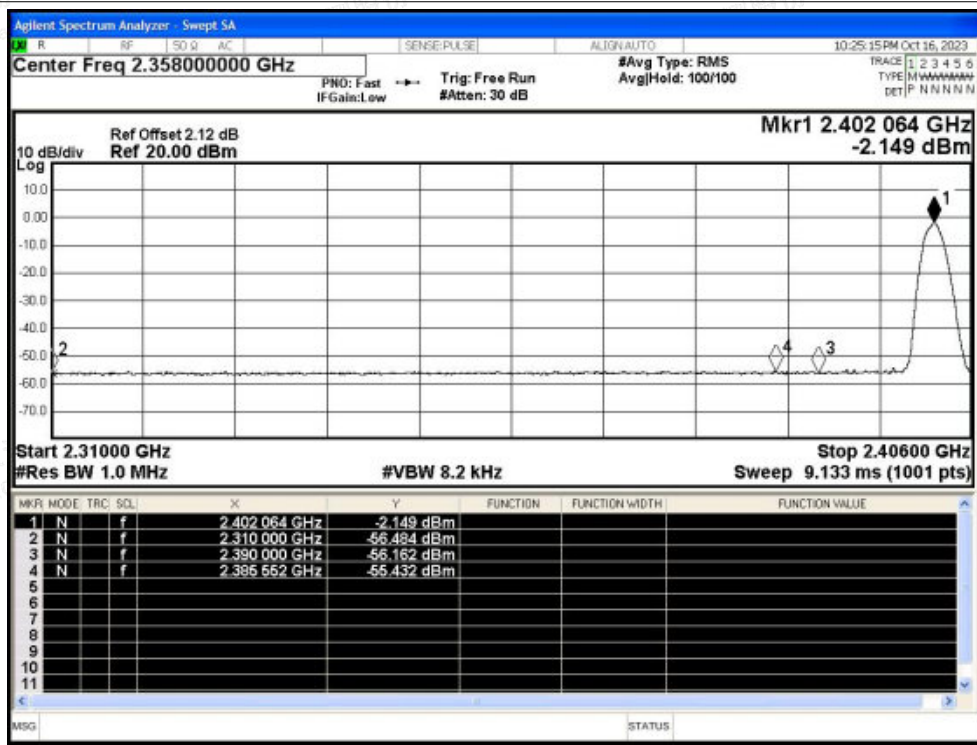 Agilent Spectrum Analyzer - Swept SA
R RF 50 Ω AC SENSE:PULSE ALIGNAUTO 10:25:15 PM Oct 16, 2023
Center Freq 2.358000000 GHz
PNO: Fast
IFGain:Low
Trig: Free Run
#Atten: 30 dB
#Avg Type: RMS
Avg|Hold: 100/100
TRACE 1 2 3 4 5 6
TYPE M
DET P N N N N N
Ref Offset 2.12 dB
10 dB/div Ref 20.00 dBm
Log
Mkr1 2.402 064 GHz
-2.149 dBm
10.0
0.00
-10.0
-20.0
-30.0
-40.0
-50.0
-60.0
-70.0
1
2
4
3
Start 2.31000 GHz Stop 2.40600 GHz
#Res BW 1.0 MHz #VBW 8.2 kHz Sweep 9.133 ms (1001 pts)
MKR MODE TRC SCL X Y FUNCTION FUNCTION WIDTH FUNCTION VALUE
1 N f 2.402 064 GHz -2.149 dBm
2 N f 2.310 000 GHz -56.484 dBm
3 N f 2.390 000 GHz -56.162 dBm
4 N f 2.385 552 GHz -55.432 dBm
5
6
7
8
9
10
11
MSG STATUS